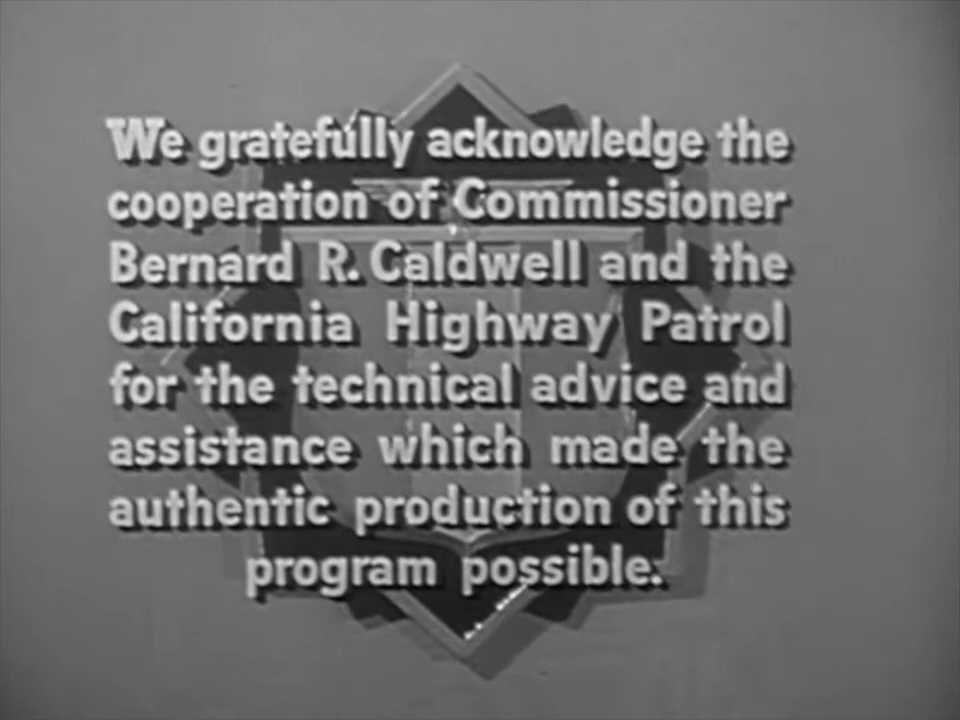 We gratefully acknowledge the
cooperation of Commissioner
Bernard R. Caldwell and the
California Highway Patrol
for the technical advice and
assistance which made the
authentic production of this
program possible.